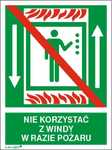 NIE KORZYSTAĆ
Z WINDY
W RAZIE POŻARU